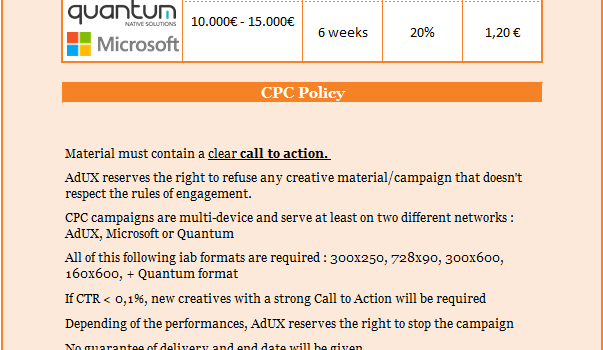 quantum
NATIVE SOLUTIONS
Microsoft
10.000€ - 15.000€
6 weeks
20%
1,20 €
CPC Policy
Material must contain a clear call to action.
AdUX reserves the right to refuse any creative material/campaign that doesn't
respect the rules of engagement.
CPC campaigns are multi-device and serve at least on two different networks :
AdUX, Microsoft or Quantum
All of this following iab formats are required : 300x250, 728x90, 300x600,
160x600, + Quantum format
If CTR < 0,1%, new creatives with a strong Call to Action will be required
Depending of the performances, AdUX reserves the right to stop the campaign
No guarantee of delivery and end date will be given